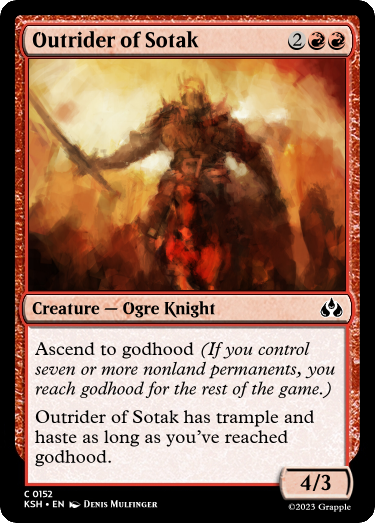 Outrider of Sotak 2
Creature — Ogre Knight
Ascend to godhood (If you control
seven or more nonland permanents, you
reach godhood for the rest of the game.)
Outrider of Sotak has trample and
haste as long as you've reached
godhood.
4/3
C 0152
KSH • EN Denis Mulfinger
©2023 Grapple